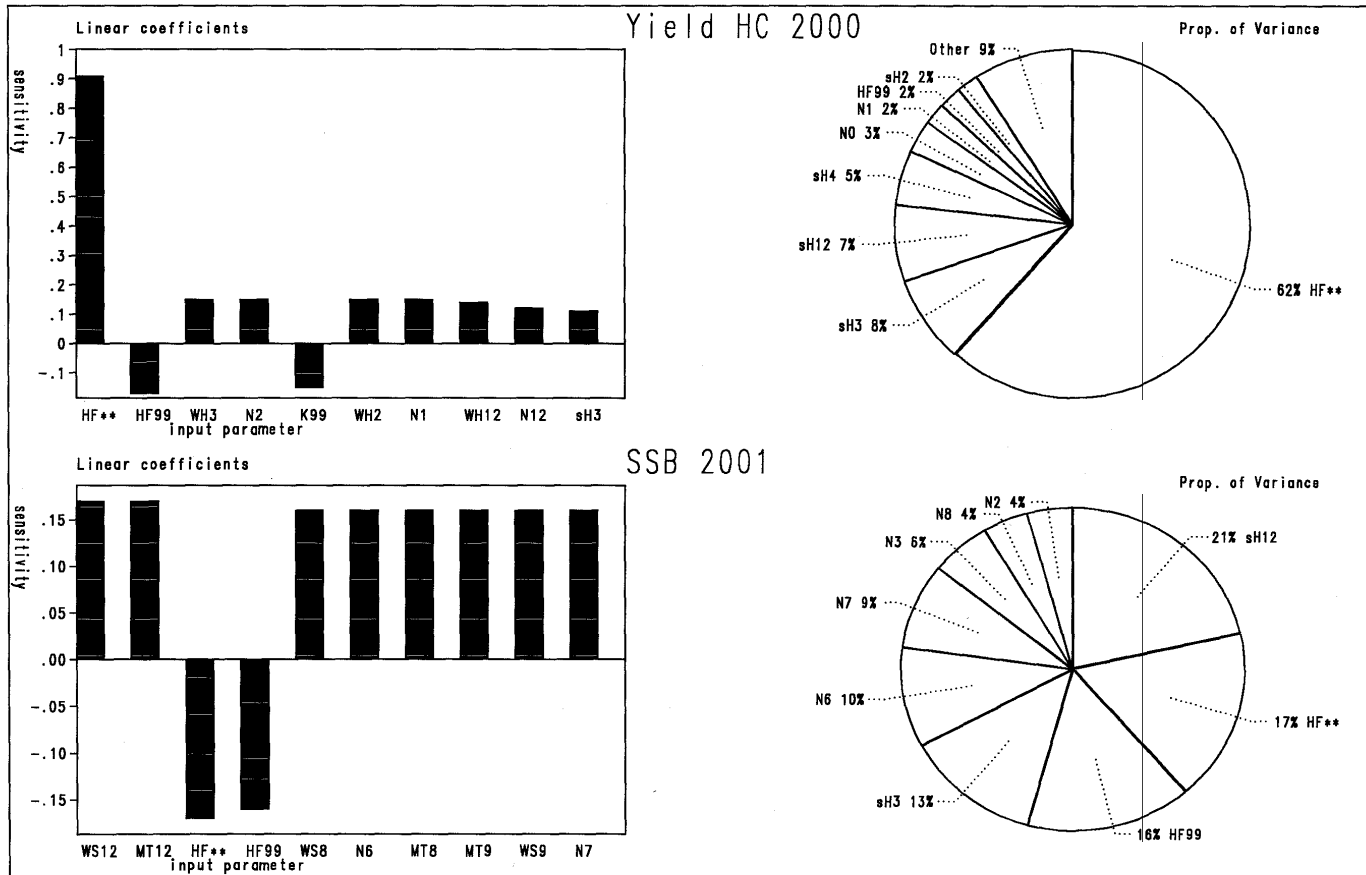 Yield HC 2000
Linear coefficients
Prop. of Variance
sensitivity
1
.9
.8
.7
.6
.5
.4
.3
.2
.1
0
-.1
HF** HF99 WH3 N2 K99 WH2 N1 WH12 N12 sH3
input parameter
Other 9%
sH2 2%
HF99 2%
N1 2%
N0 3%
sH4 5%
sH12 7%
sH3 8%
62% HF**
SSB 2001
Linear coefficients
Prop. of Variance
sensitivity
.15
.10
.05
.00
-.05
-.10
-.15
WS12 MT12 HF** HF99 WS8 N6 MT8 MT9 WS9 N7
input parameter
N2 4%
N8 4%
N3 6%
N7 9%
N6 10%
sH3 13%
21% sH12
17% HF**
16% HF99